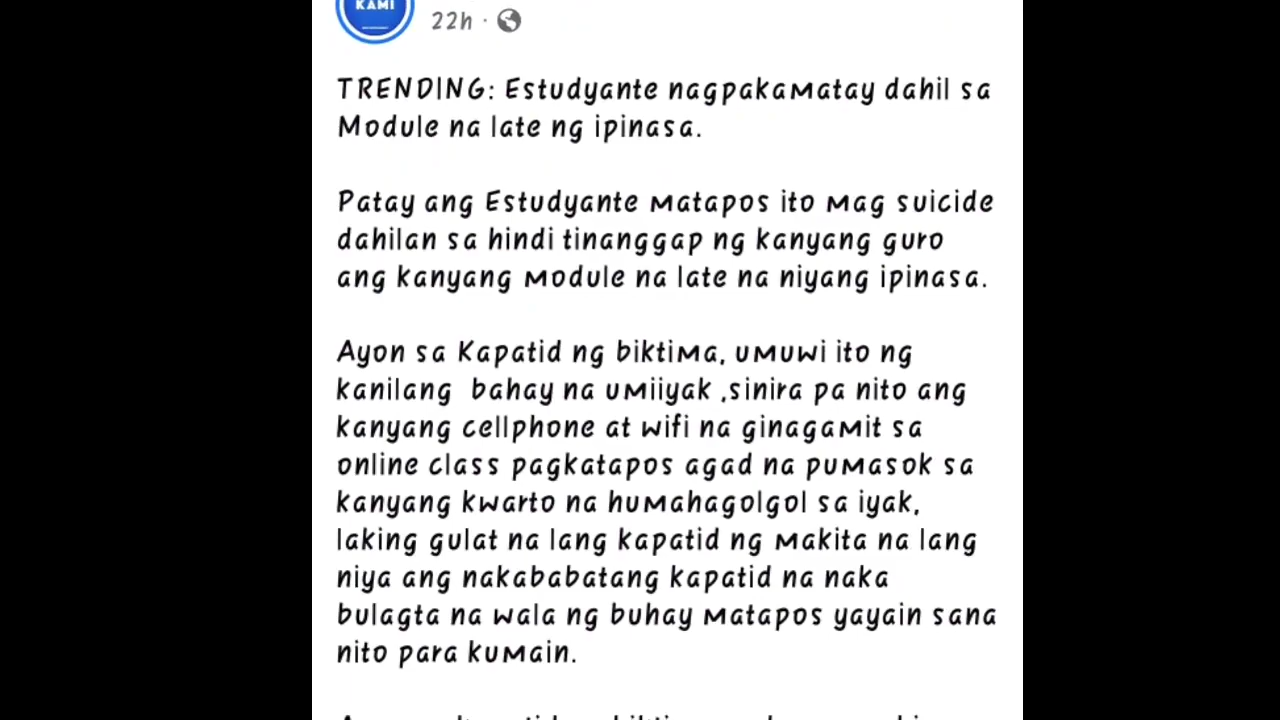 KAMI
22h ·
TRENDING: Estudyante nagpakamatay dahil sa
Module na late ng ipinasa.
Patay ang Estudyante matapos ito mag suicide
dahilan sa hindi tinanggap ng kanyang guro
ang kanyang module na late na niyang ipinasa.
Ayon sa Kapatid ng biktima, umuwi ito ng
kanilang bahay na umiiyak ,sinira pa nito ang
kanyang cellphone at wifi na ginagamit sa
online class pagkatapos agad na pumasok sa
kanyang kwarto na humahagolgol sa iyak,
laking gulat na lang kapatid ng makita na lang
niya ang nakababatang kapatid na naka
bulagta na wala ng buhay matapos yayain sana
nito para kumain.